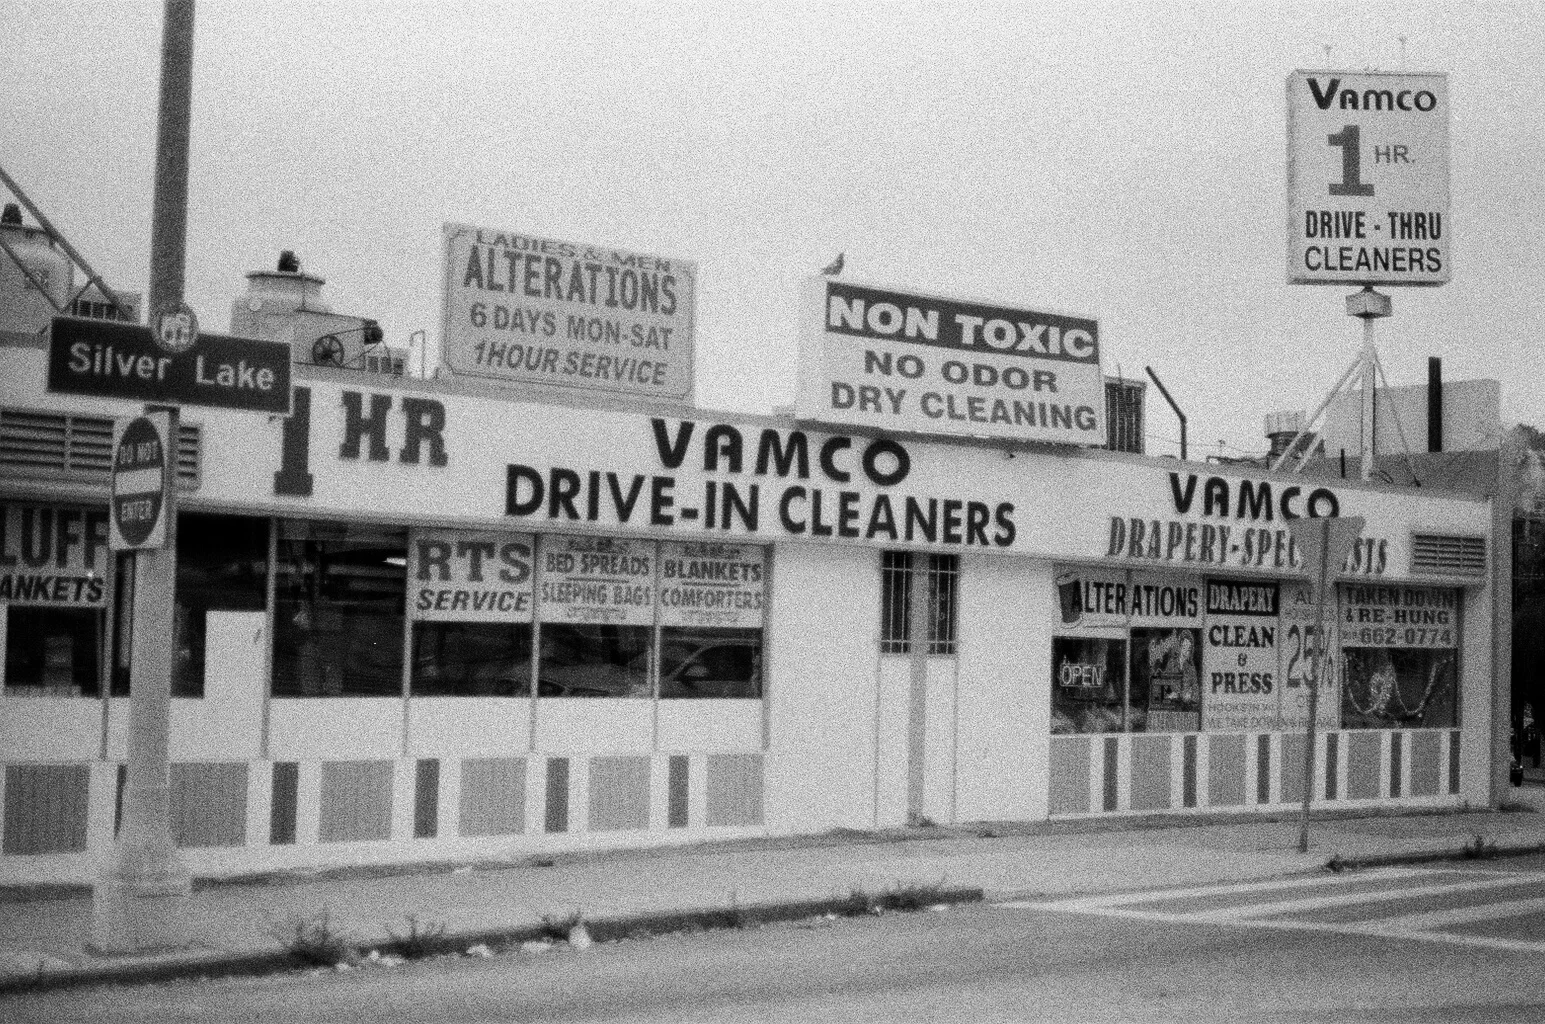 VAMCO
1 HR.
DRIVE - THRU
CLEANERS
LADIES & MEN
ALTERATIONS
6 DAYS MON-SAT
1 HOUR SERVICE
NON TOXIC
NO ODOR
DRY CLEANING
Silver Lake
DO NOT
ENTER
1 HR
VAMCO
DRIVE-IN CLEANERS
VAMCO
DRAPERY-SPEC ISTS
LUFF
ANKETS
RTS
SERVICE
BED SPREADS
SLEEPING BAGS
BLANKETS
COMFORTERS
ALTERATIONS
OPEN
DRAPERY
CLEAN
&
PRESS
25%
TAKEN DOWN
& RE-HUNG
662-0774